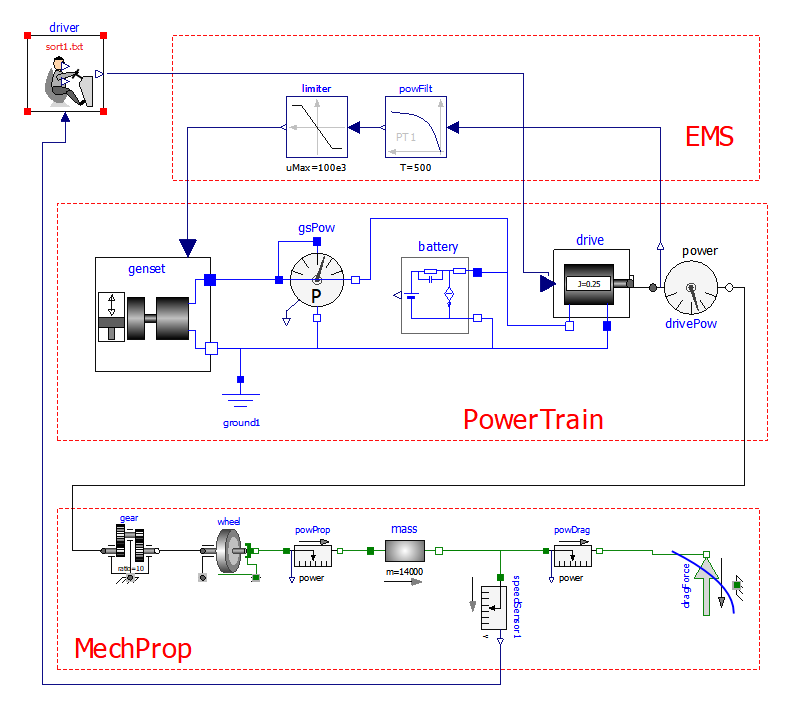 driver
sort1.txt
limiter
powFilt
PT1
uMax=100e3
T=500
EMS
genset
gsPow
P
battery
drive
J=0.25
power
drivePow
ground1
PowerTrain
gear
ratio=10
wheel
powProp
power
mass
m=14000
speedSensor1
v
powDrag
power
dragForce
MechProp